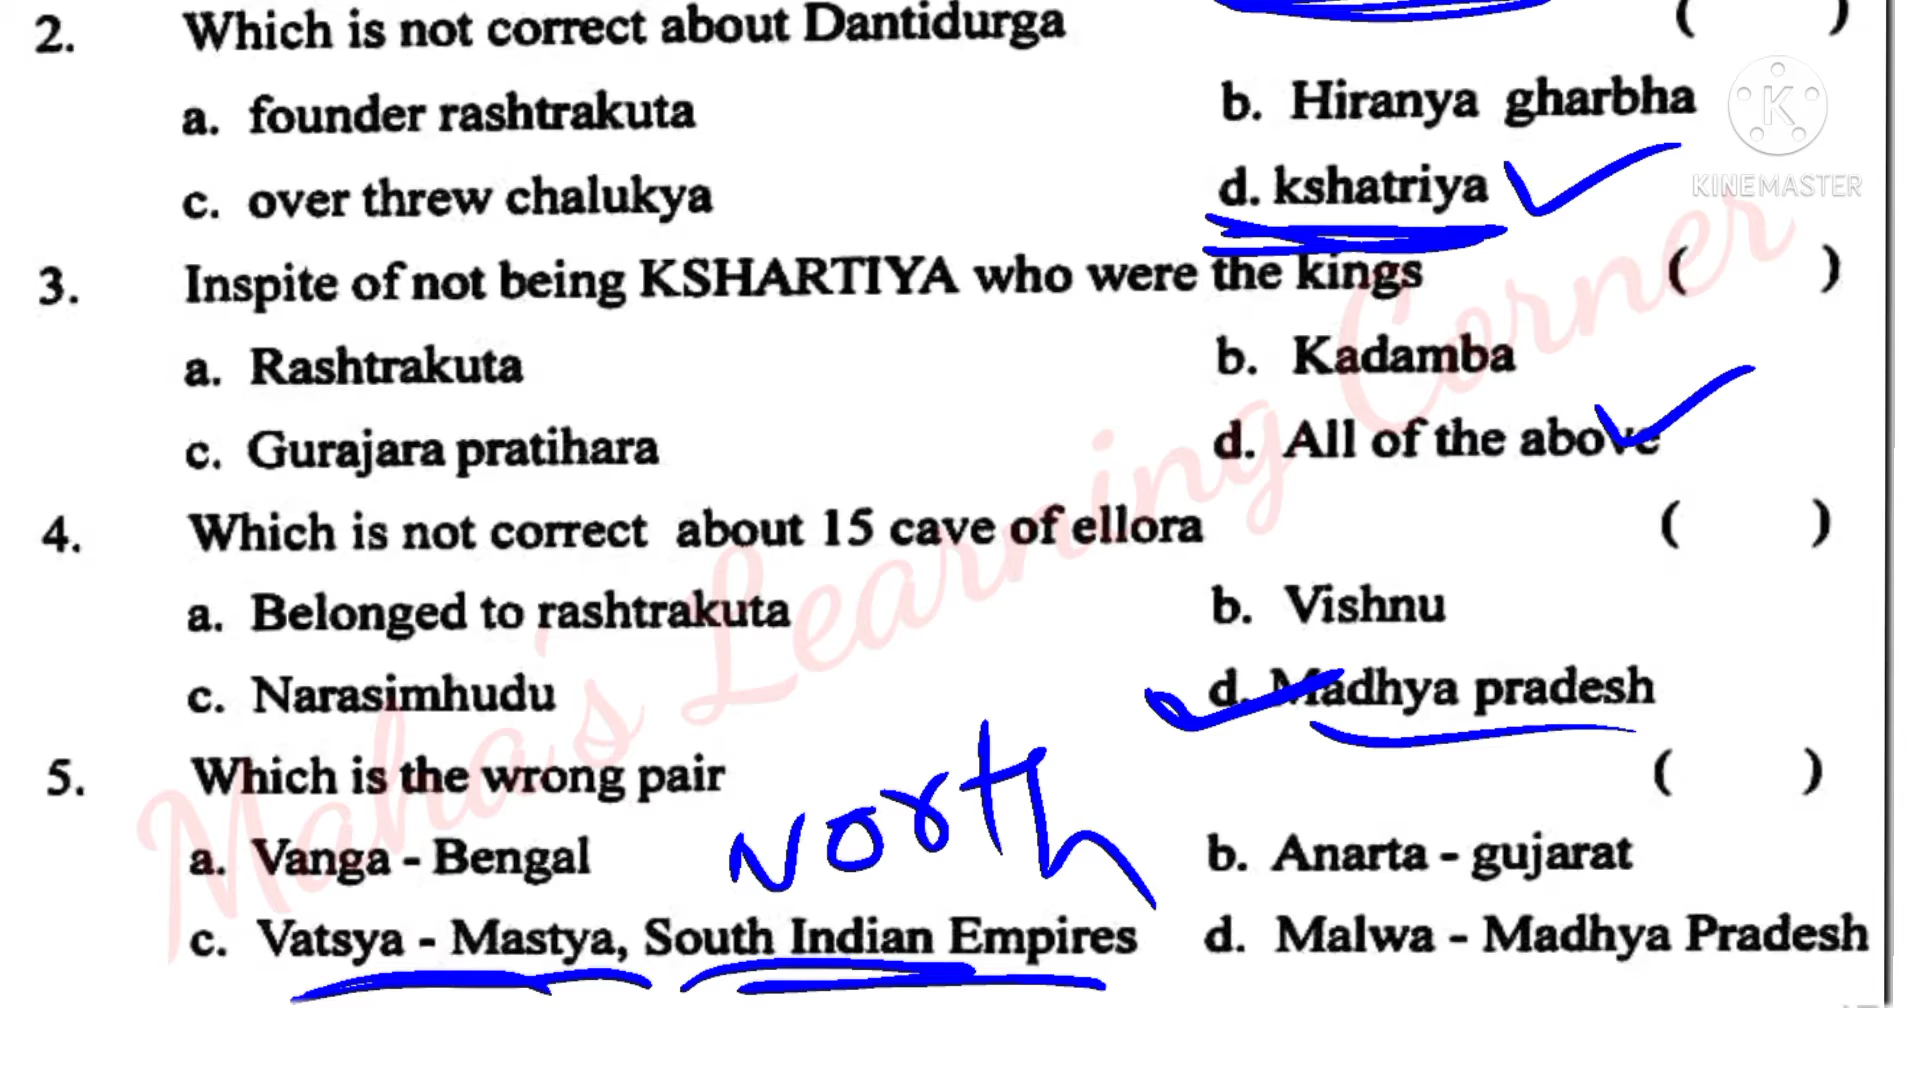 2. Which is not correct about Dantidurga ( )
a. founder rashtrakuta b. Hiranya gharbha
c. over threw chalukya d. kshatriya
KINEMASTER
3. Inspite of not being KSHARTIYA who were the kings ( )
a. Rashtrakuta b. Kadamba
c. Gurajara pratihara d. All of the above
4. Which is not correct about 15 cave of ellora ( )
a. Belonged to rashtrakuta b. Vishnu
c. Narasimhudu d. Madhya pradesh
5. Which is the wrong pair ( )
North
a. Vanga - Bengal b. Anarta - gujarat
c. Vatsya - Mastya, South Indian Empires d. Malwa - Madhya Pradesh
Maha's Learning Corner